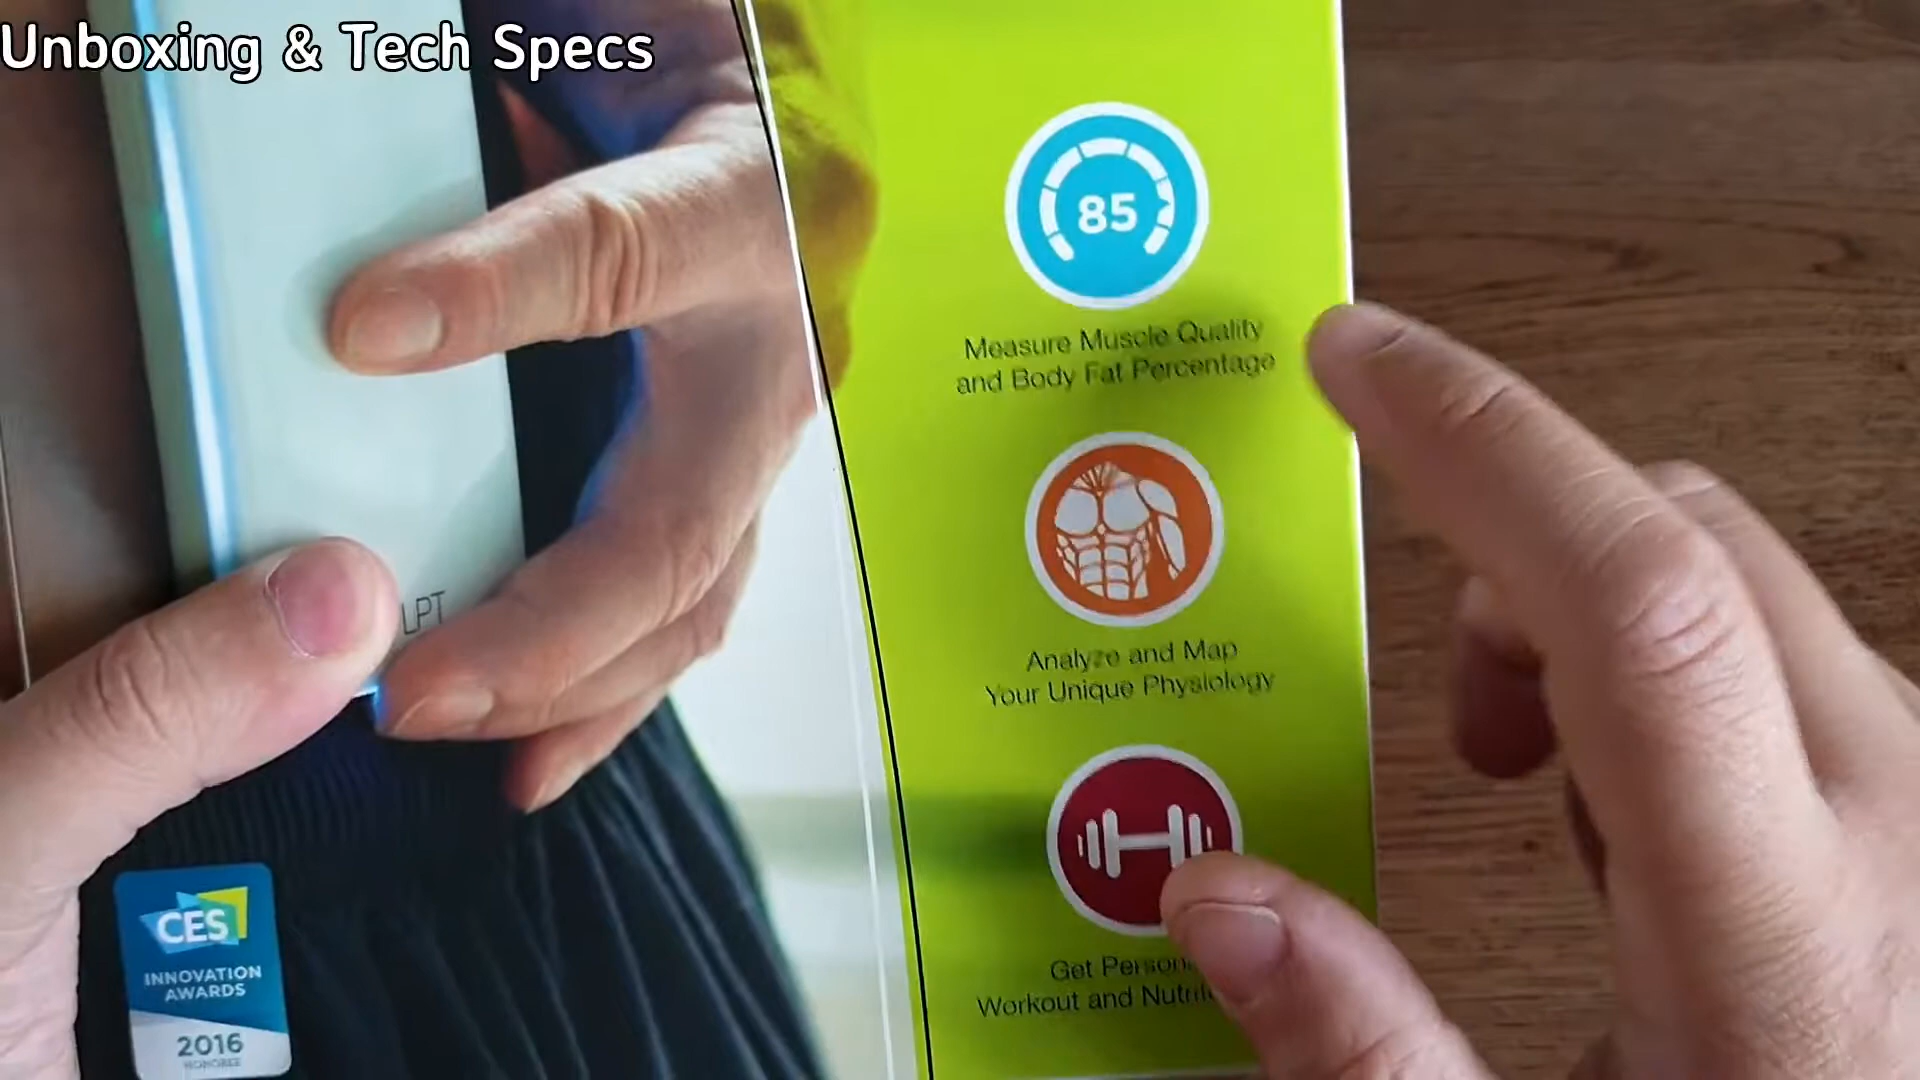 Unboxing & Tech Specs
85
Measure Muscle Quality
and Body Fat Percentage
Analyze and Map
Your Unique Physiology
Get
Workout and
LPT
CES
INNOVATION
AWARDS
2016
HONOREE